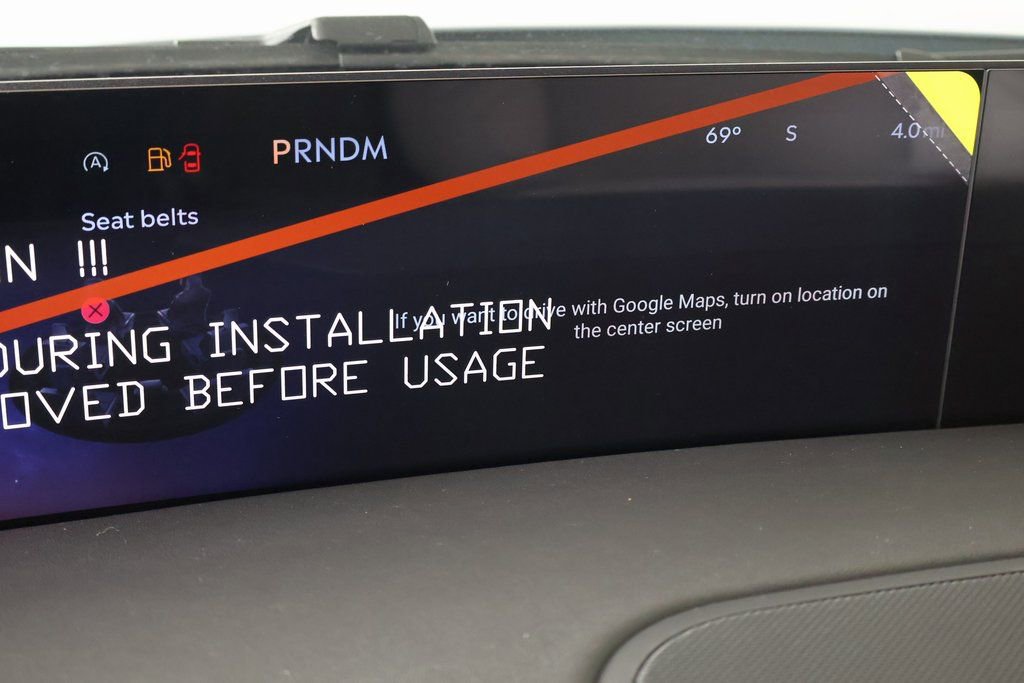 PRNDM
69° S 4.0 mi
A
Seat belts
!!!
If you want to drive with Google Maps, turn on location on
the center screen
DURING INSTALLATION
BEFORE USAGE